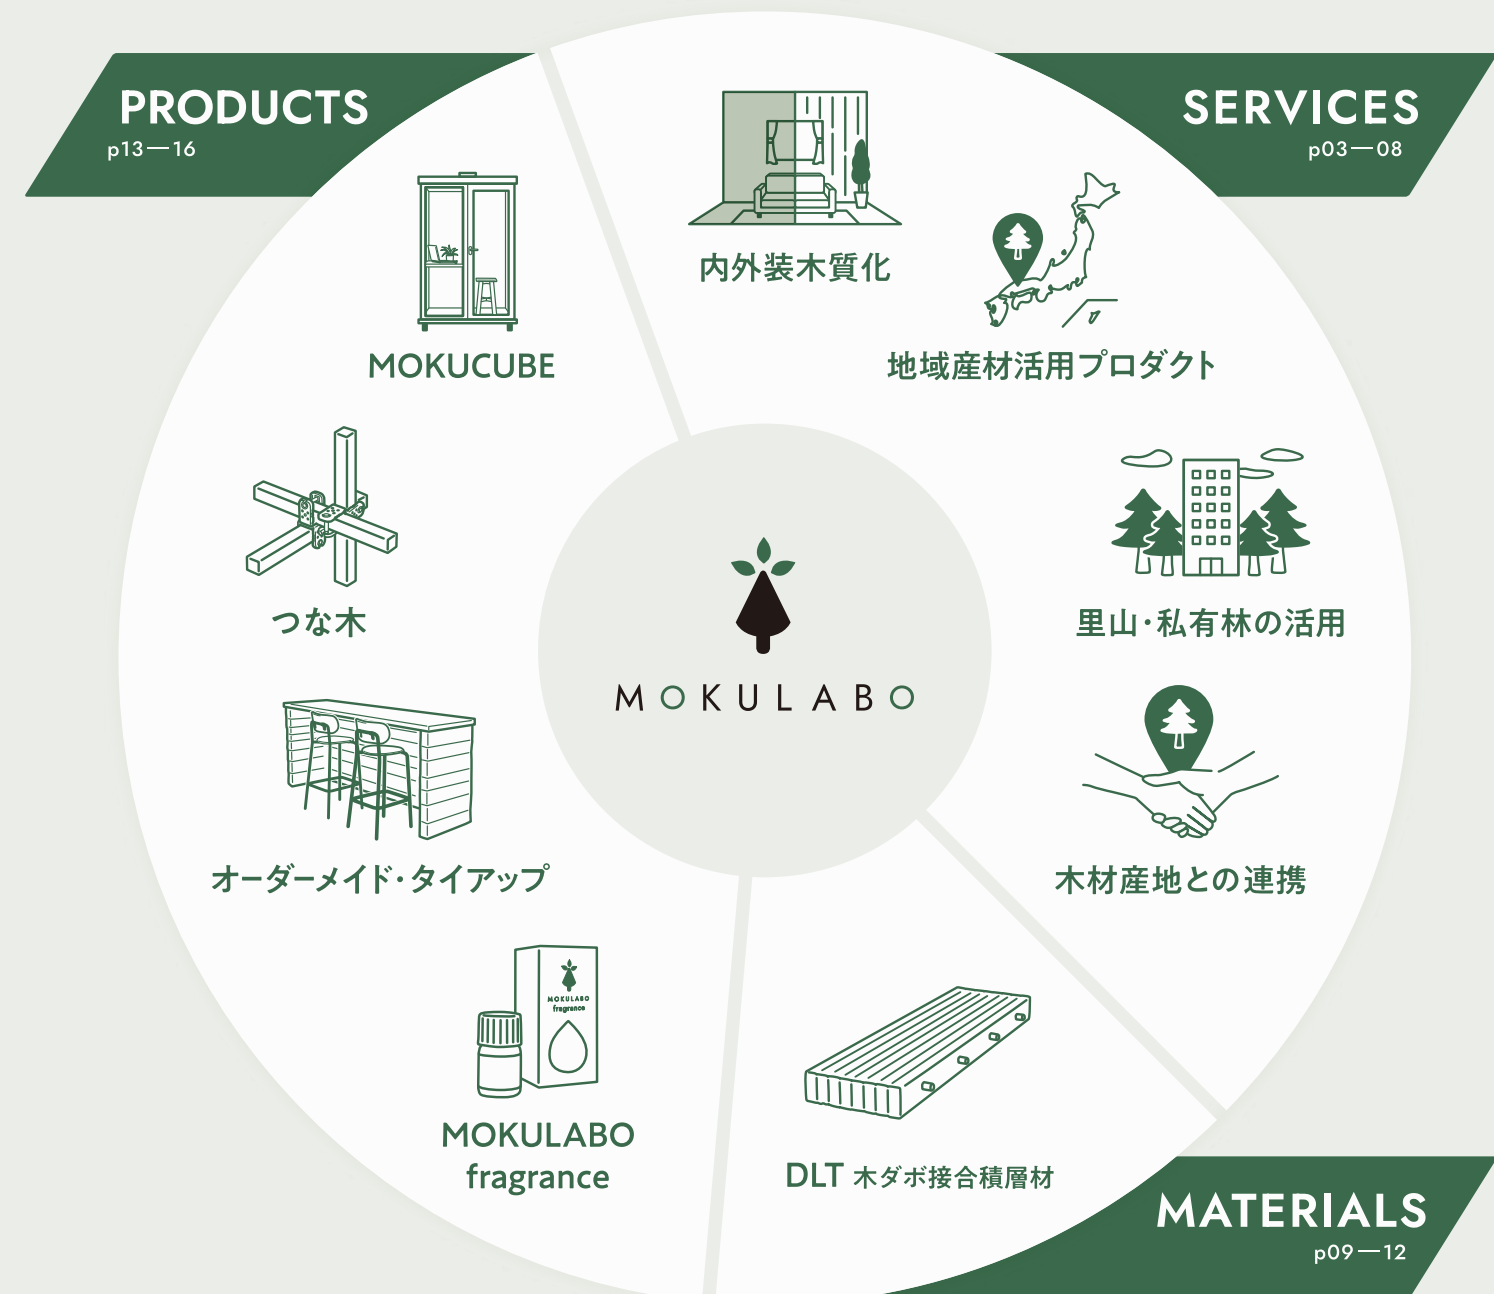 PRODUCTS
p13—16
SERVICES
p03—08
MOKUCUBE
内外装木質化
地域産材活用プロダクト
つな木
里山・私有林の活用
MOKULABO
オーダーメイド・タイアップ
木材産地との連携
MOKULABO
fragrance
MOKULABO
fragrance
DLT 木ダボ接合積層材
MATERIALS
p09—12